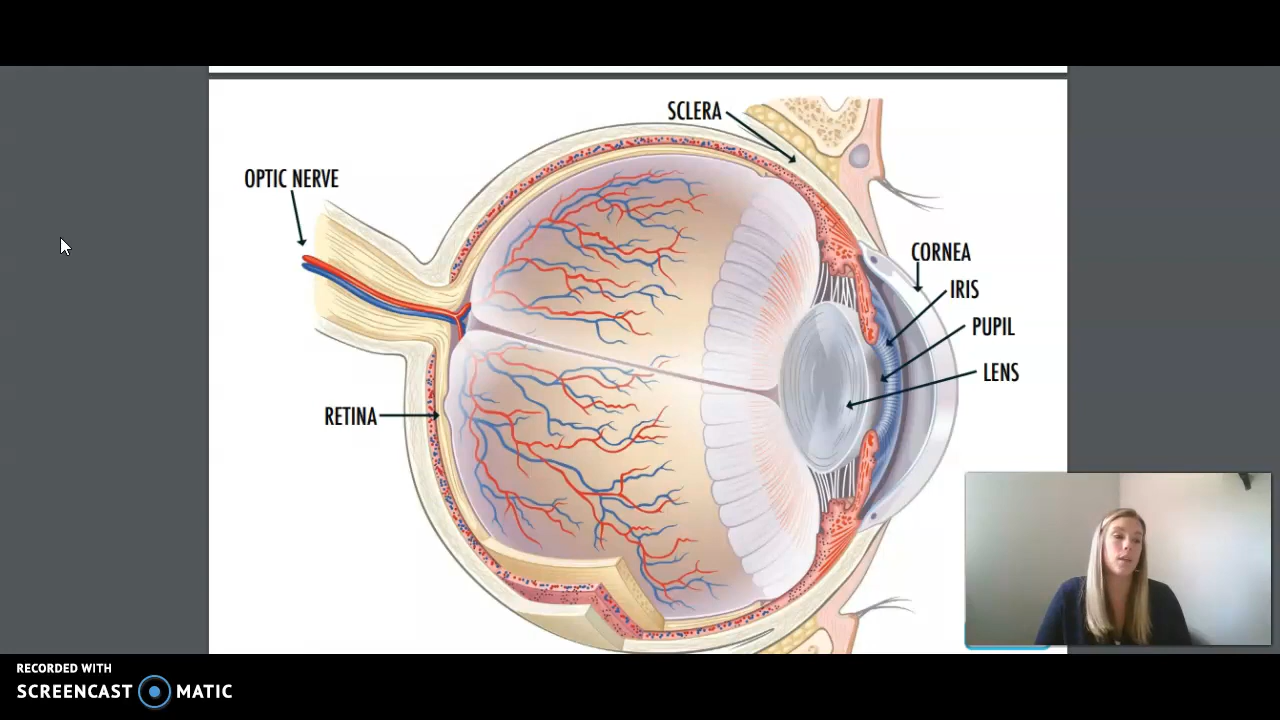 SCLERA
OPTIC NERVE
CORNEA
IRIS
PUPIL
LENS
RETINA
RECORDED WITH
SCREENCAST MATIC